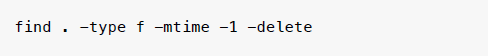 find . –type f –mtime –1 –delete